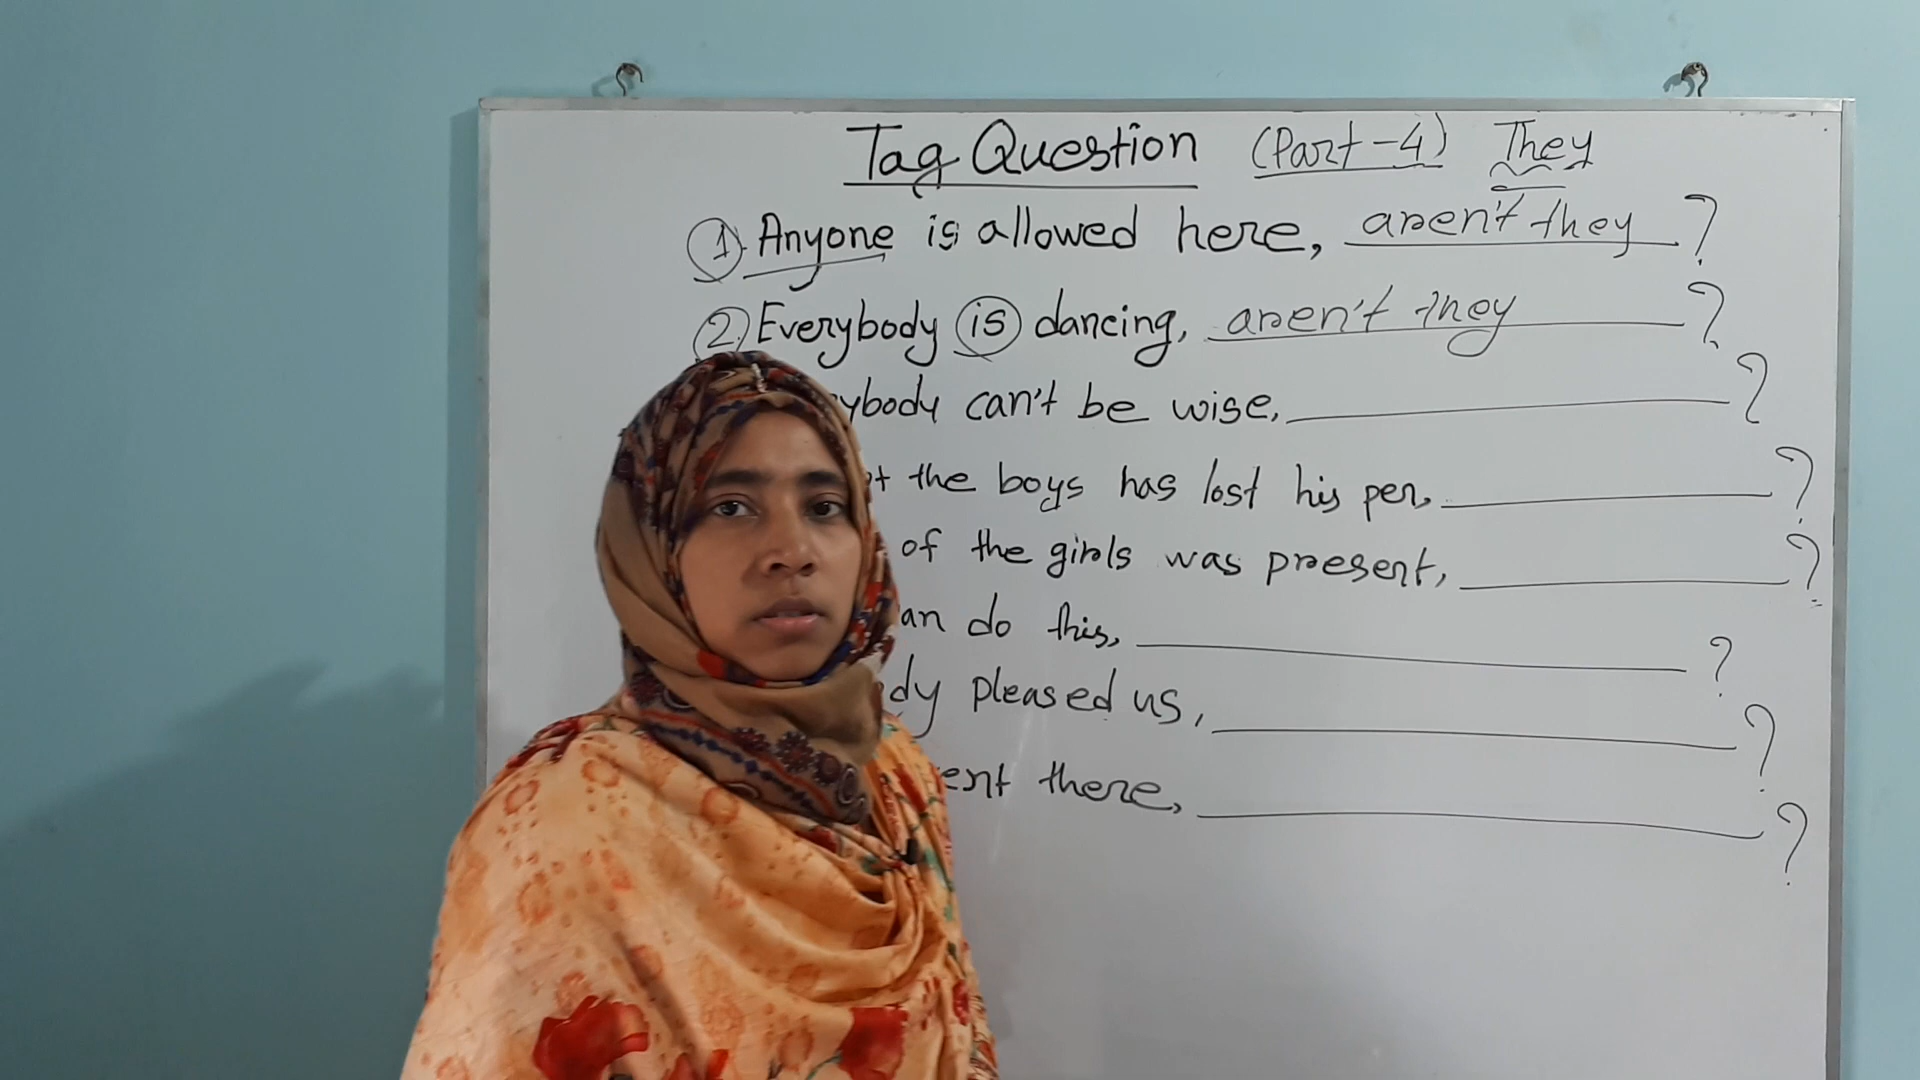 Tag Question (Part-4) They
1. Anyone is allowed here, aren't they ?
2. Everybody is dancing, aren't they ?
ybody can't be wise, ?
the boys has lost his pen, ?
of the girls was present, ?
an do this, ?
dy pleased us, ?
ent there, ?